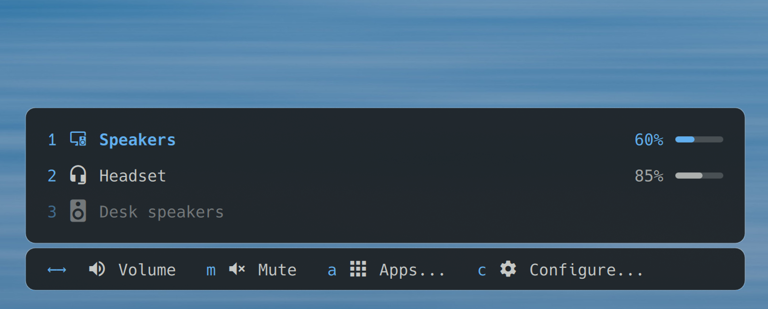 1 Speakers 60%
2 Headset 85%
3 Desk speakers
↔ Volume m Mute a Apps... c Configure...